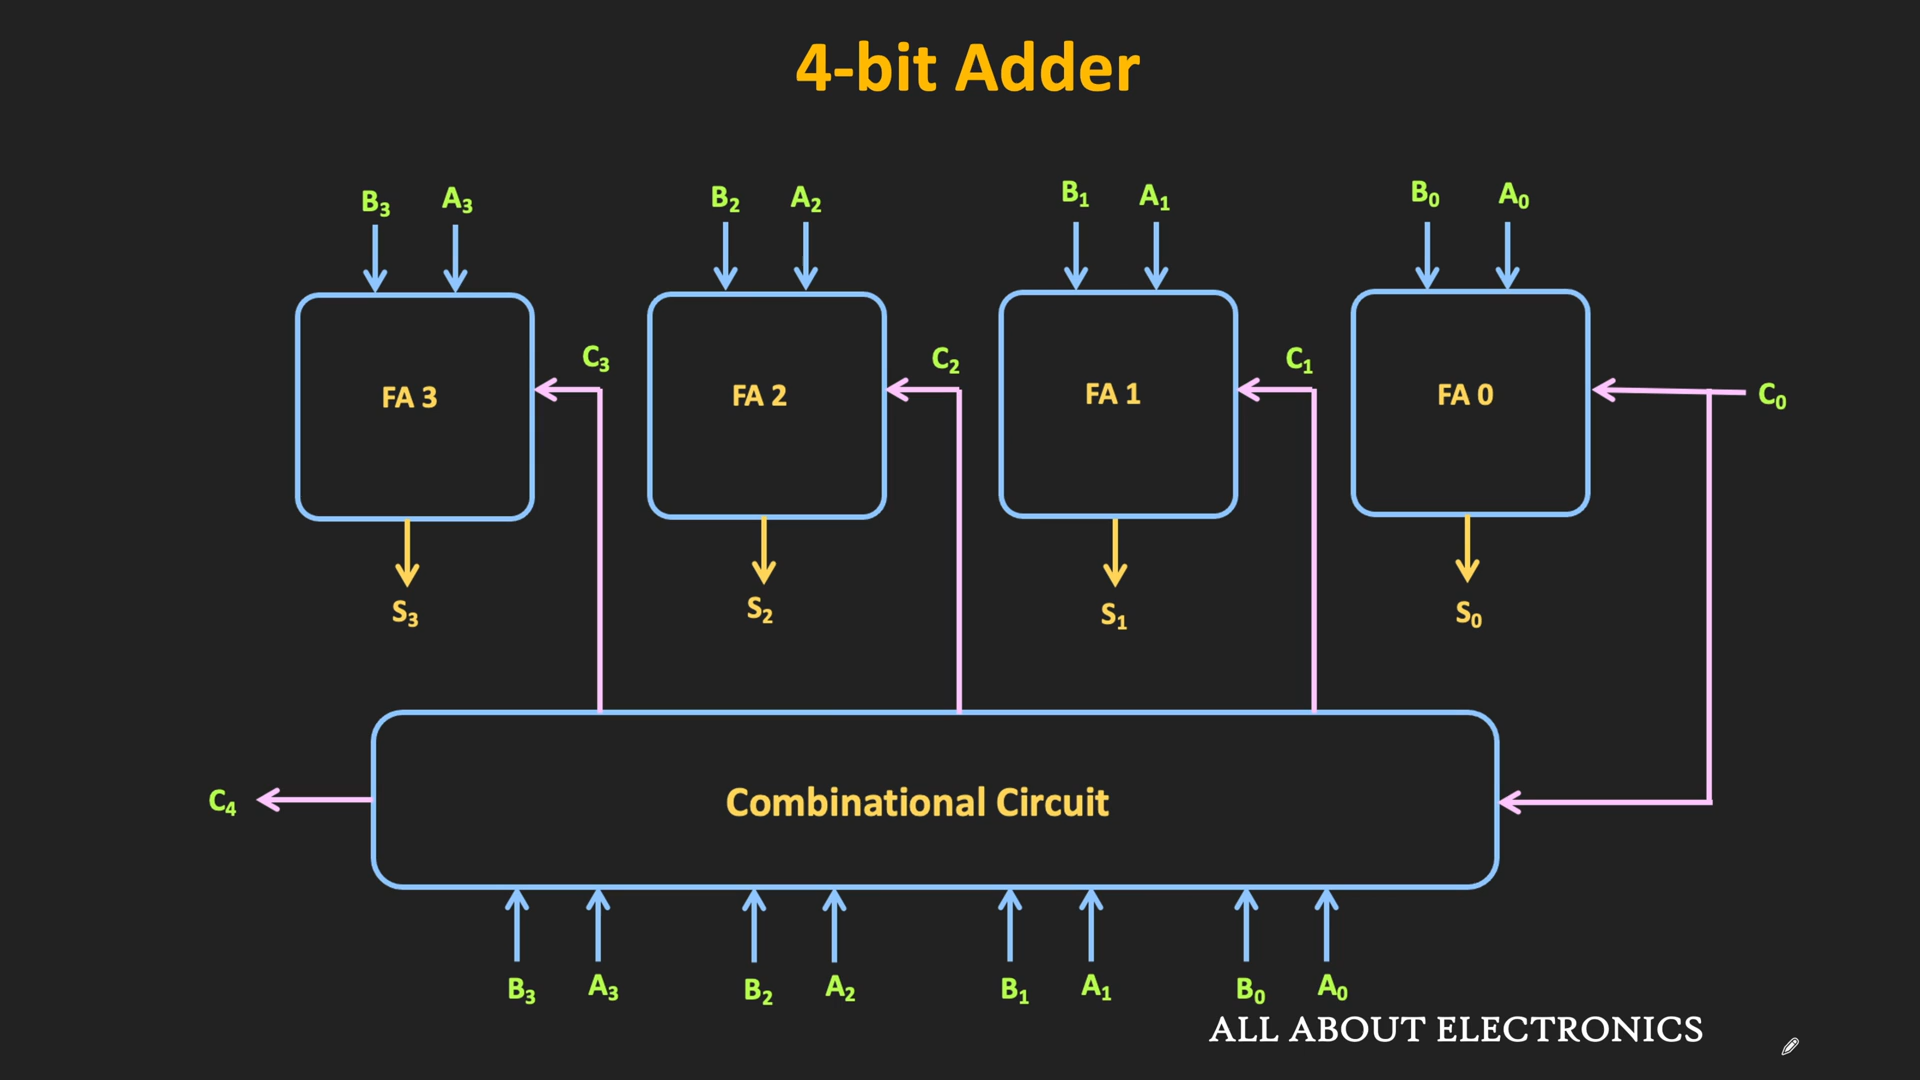 4-bit Adder
B₃ A₃ B₂ A₂ B₁ A₁ B₀ A₀
C₃ C₂ C₁
FA 3 FA 2 FA 1 FA 0 C₀
S₃ S₂ S₁ S₀
C₄ Combinational Circuit
B₃ A₃ B₂ A₂ B₁ A₁ B₀ A₀
ALL ABOUT ELECTRONICS